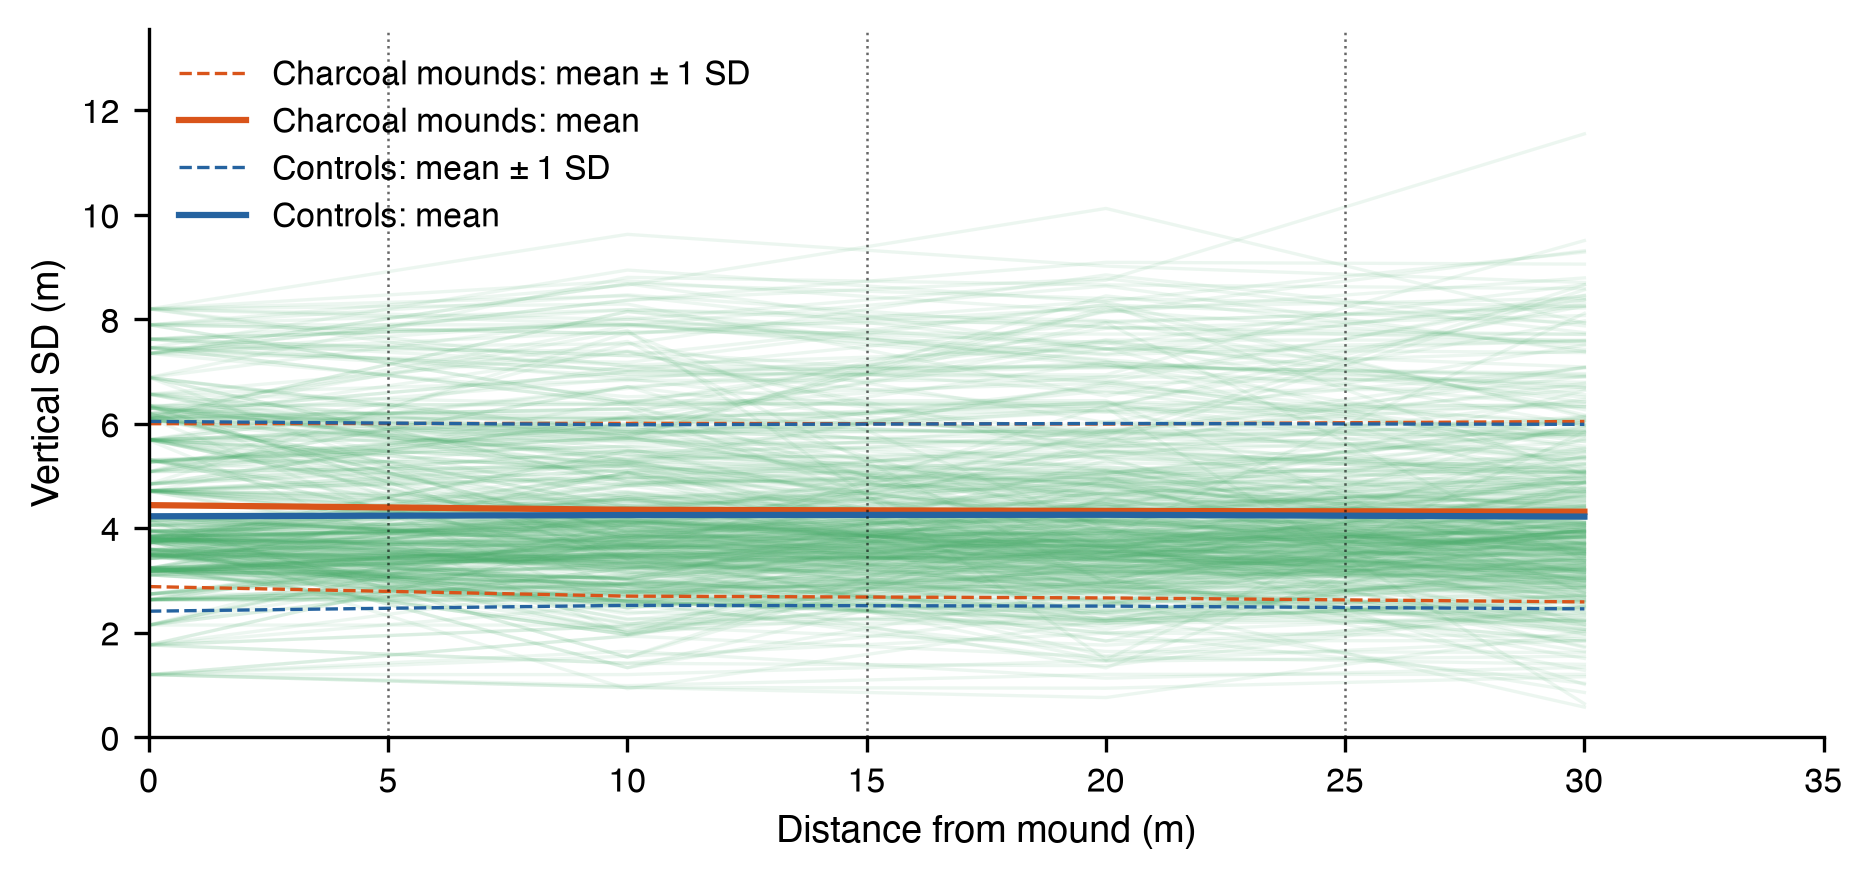 Charcoal mounds: mean ± 1 SD
Charcoal mounds: mean
Controls: mean ± 1 SD
Controls: mean
Vertical SD (m)
12
10
8
6
4
2
0
0 5 10 15 20 25 30 35
Distance from mound (m)